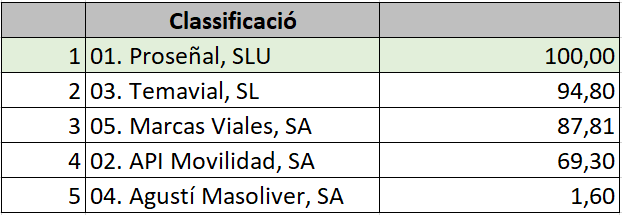 Classificació
1 01. Proseñal, SLU 100,00
2 03. Temavial, SL 94,80
3 05. Marcas Viales, SA 87,81
4 02. API Movilidad, SA 69,30
5 04. Agustí Masoliver, SA 1,60